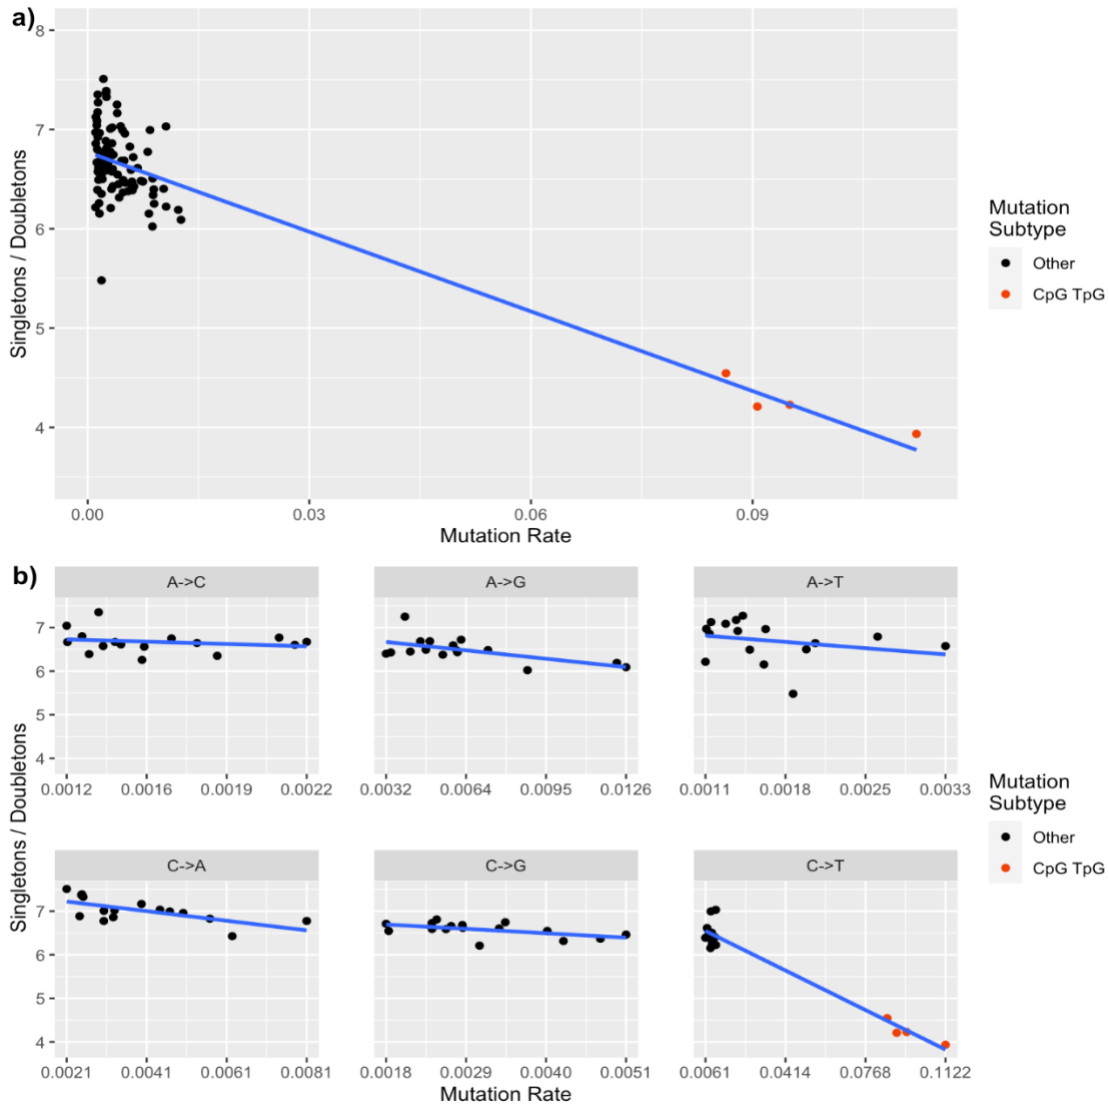 a)
8
7
6
5
4
Singletons / Doubletons
0.00 0.03 0.06 0.09
Mutation Rate
Mutation
Subtype
Other
CpG TpG
b)
A->C A->G A->T
7
6
5
4
0.0012 0.0016 0.0019 0.0022 0.0032 0.0064 0.0095 0.0126 0.0011 0.0018 0.0025 0.0033
Singletons / Doubletons
C->A C->G C->T
7
6
5
4
0.0021 0.0041 0.0061 0.0081 0.0018 0.0029 0.0040 0.0051 0.0061 0.0414 0.0768 0.1122
Mutation Rate
Mutation
Subtype
Other
CpG TpG